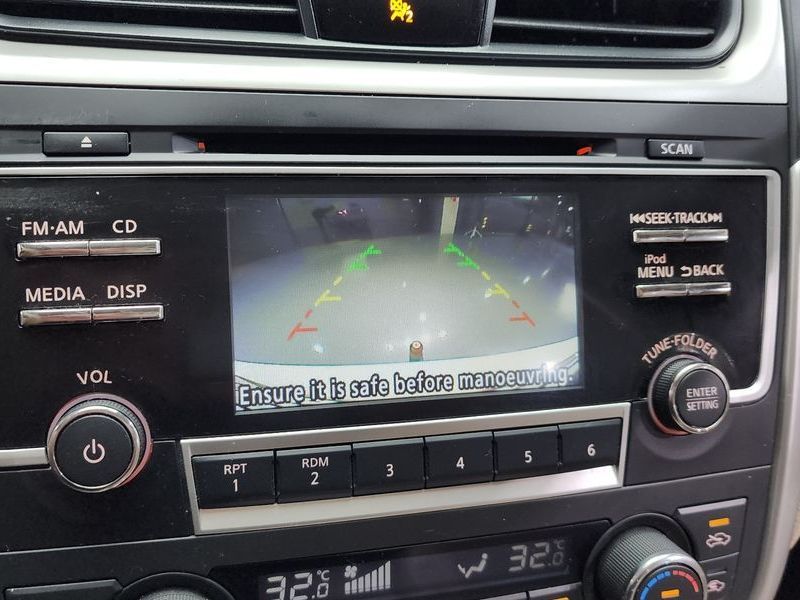 2
SCAN
FM·AM CD
SEEK·TRACK
iPod
MENU BACK
MEDIA DISP
TUNE·FOLDER
VOL
ENTER
SETTING
Ensure it is safe before manoeuvring.
RPT
1
RDM
2
3
4
5
6
32.0°C
32.0°C